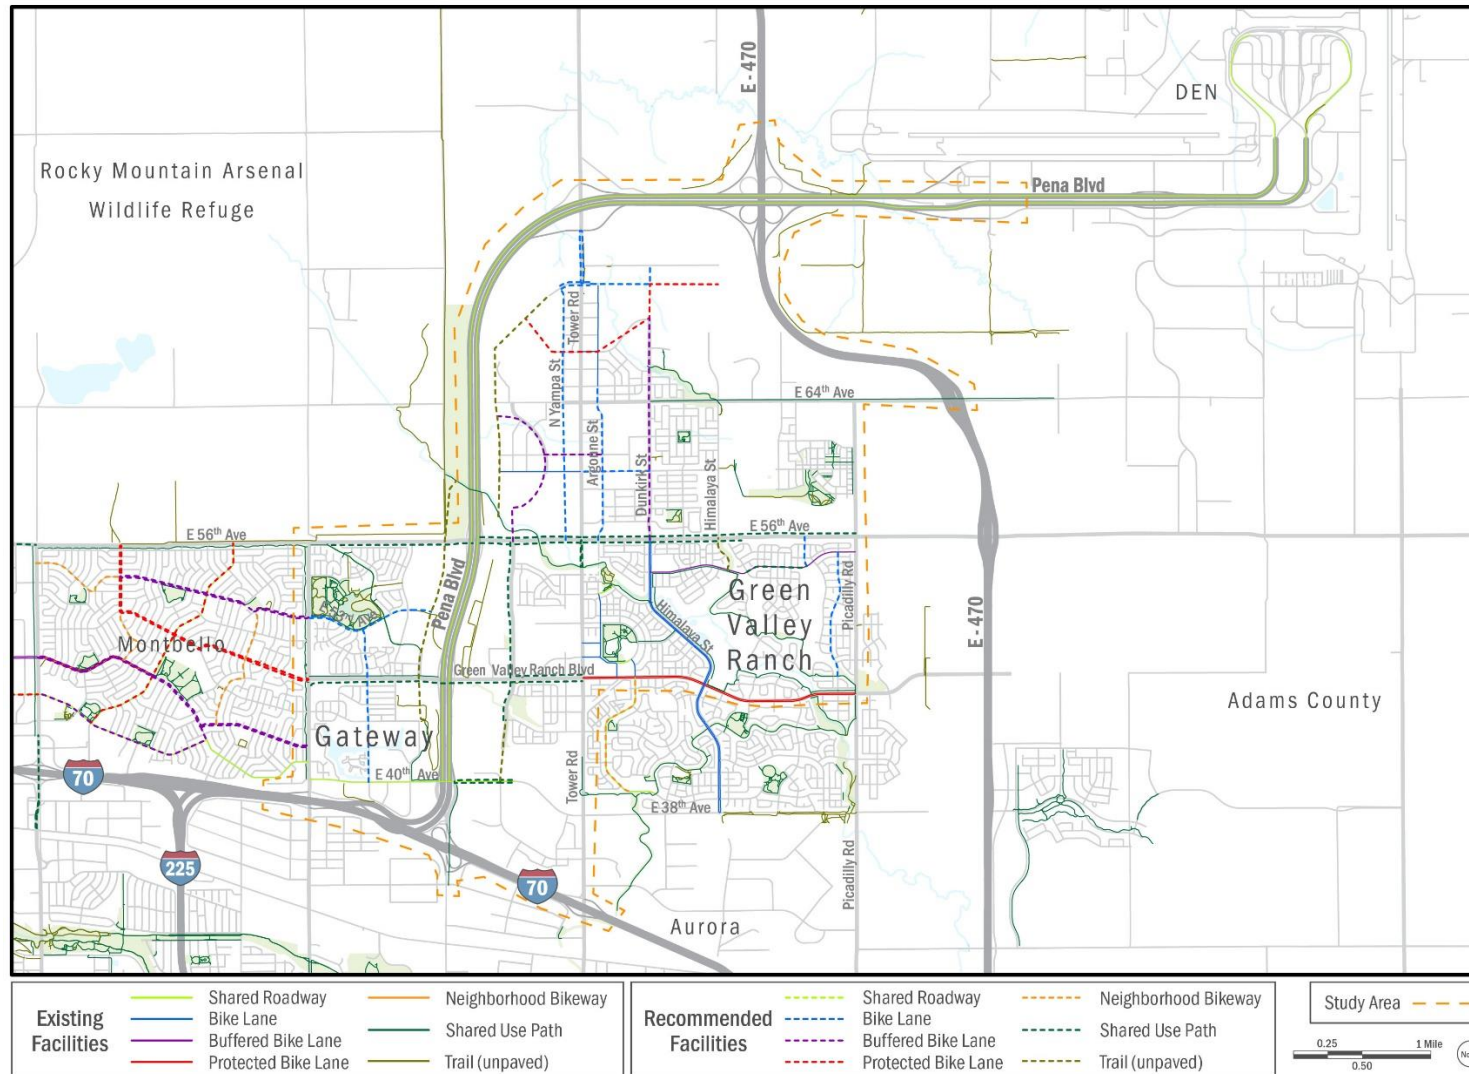 E - 470
DEN
Rocky Mountain Arsenal
Wildlife Refuge
Pena Blvd
Tower Rd
N Yampa St
E 64th Ave
Argonne St
Dunkirk St
Himalaya St
E 56th Ave
E 56th Ave
Pena Blvd
Picadilly Rd
Green
Valley
Ranch
Himalaya St
E - 470
Montbello
Green Valley Ranch Blvd
Adams County
Gateway
70
E 40th Ave
Tower Rd
E 38th Ave
225
70
Picadilly Rd
Aurora
Existing
Facilities
Shared Roadway
Bike Lane
Buffered Bike Lane
Protected Bike Lane
Neighborhood Bikeway
Shared Use Path
Trail (unpaved)
Recommended
Facilities
Shared Roadway
Bike Lane
Buffered Bike Lane
Protected Bike Lane
Neighborhood Bikeway
Shared Use Path
Trail (unpaved)
Study Area
0.25
1 Mile
0.50